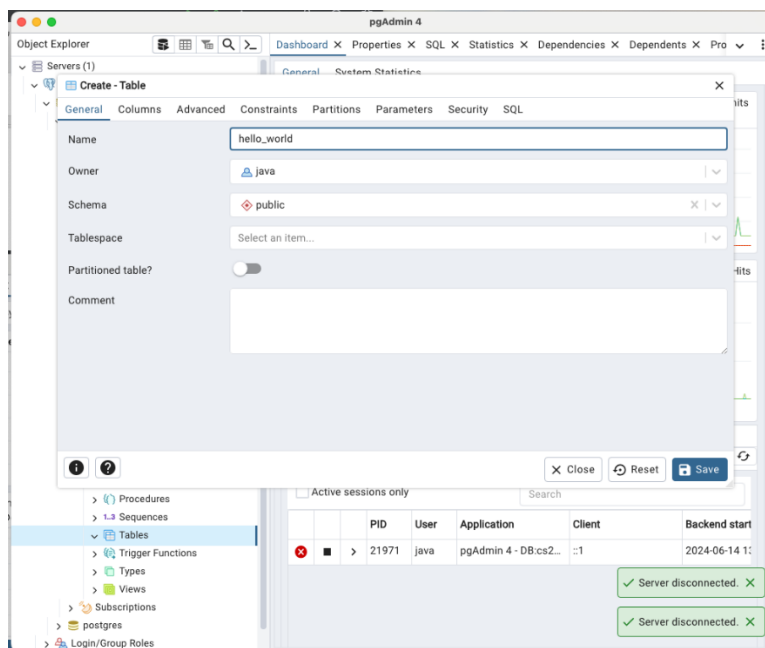 pgAdmin 4
Object Explorer
Dashboard Properties SQL Statistics Dependencies Dependents Pro
Servers (1)
General System Statistics
Create - Table
General Columns Advanced Constraints Partitions Parameters Security SQL
Name hello_world
Owner java
Schema public
Tablespace Select an item...
Partitioned table?
Comment
Close Reset Save
Active sessions only Search
PID User Application Client Backend start
21971 java pgAdmin 4 - DB:cs2... ::1 2024-06-14 13
Procedures
1..3 Sequences
Tables
Trigger Functions
Types
Views
Subscriptions
postgres
Login/Group Roles
Server disconnected.
Server disconnected.